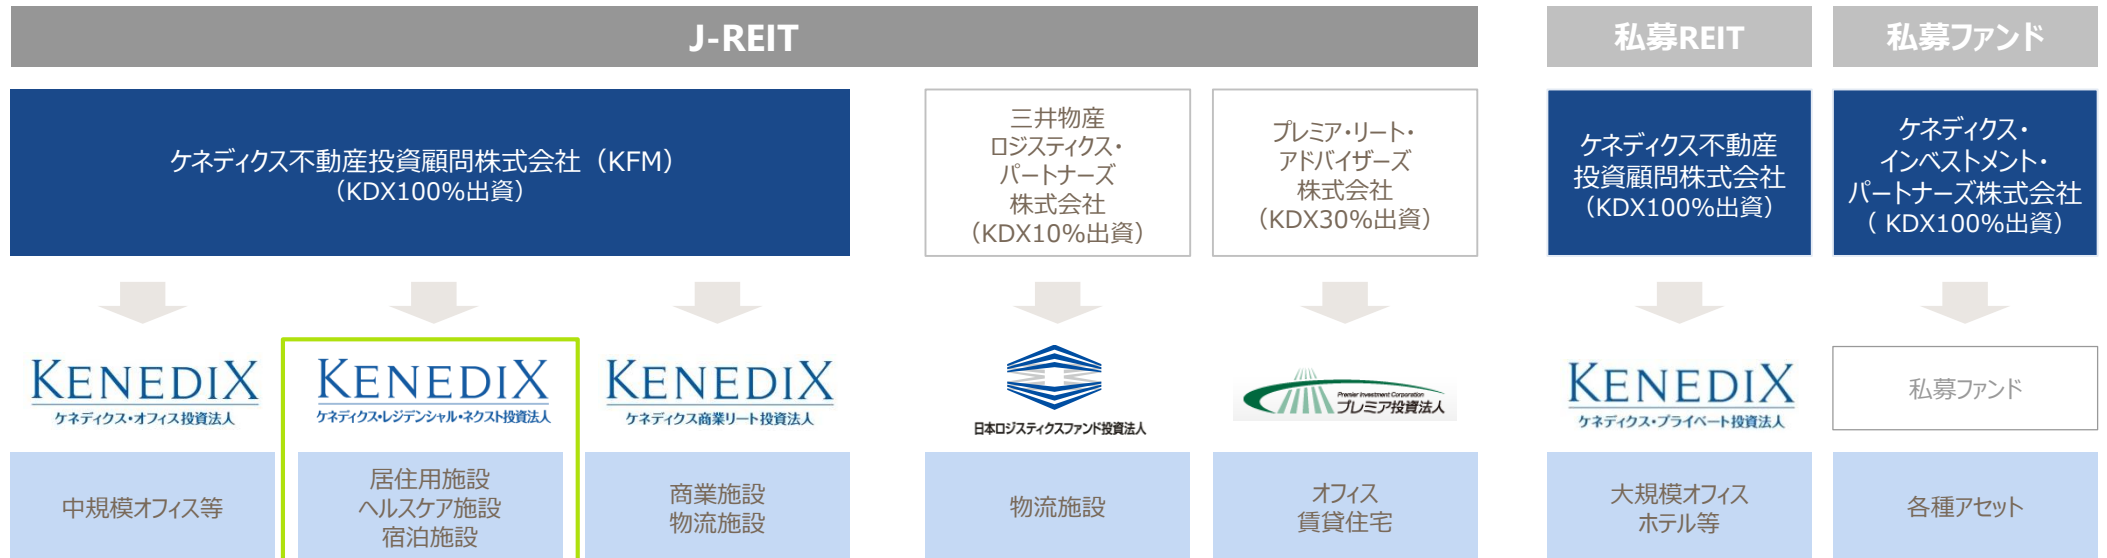 J-REIT
私募REIT
私募ファンド
ケネディクス不動産投資顧問株式会社（KFM）
（KDX100%出資）
三井物産
ロジスティクス・
パートナーズ
株式会社
（KDX10%出資）
プレミア・リート・
アドバイザーズ
株式会社
（KDX30%出資）
ケネディクス不動産
投資顧問株式会社
（KDX100%出資）
ケネディクス・
インベストメント・
パートナーズ株式会社
（ KDX100%出資）
KENEDIX
ケネディクス・オフィス投資法人
KENEDIX
ケネディクス・レジデンシャル・ネクスト投資法人
KENEDIX
ケネディクス商業リート投資法人
日本ロジスティクスファンド投資法人
Premier Investment Corporation
プレミア投資法人
KENEDIX
ケネディクス・プライベート投資法人
私募ファンド
中規模オフィス等
居住用施設
ヘルスケア施設
宿泊施設
商業施設
物流施設
物流施設
オフィス
賃貸住宅
大規模オフィス
ホテル等
各種アセット